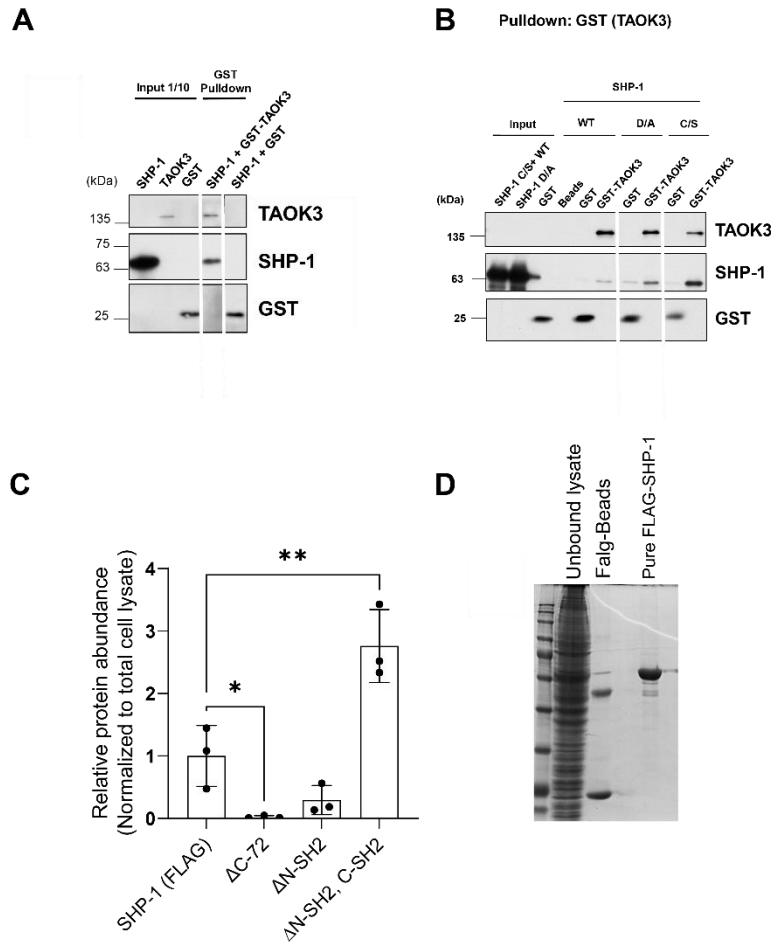 A
Input 1/10
GST
Pulldown
SHP-1
TAOK3
GST
SHP-1 + GST-TAOK3
SHP-1 + GST
(kDa)
135
TAOK3
75
63
SHP-1
25
GST
B
Pulldown: GST (TAOK3)
SHP-1
Input
WT
D/A
C/S
SHP-1 C/S+ WT
SHP-1 D/A
GST
Beads
GST
GST-TAOK3
GST
GST-TAOK3
GST
GST-TAOK3
(kDa)
135
TAOK3
63
SHP-1
25
GST
C
Relative protein abundance
(Normalized to total cell lysate)
4
3
2
1
0
**
*
SHP-1 (FLAG)
ΔC-72
ΔN-SH2
ΔN-SH2, C-SH2
D
Unbound lysate
Falg-Beads
Pure FLAG-SHP-1